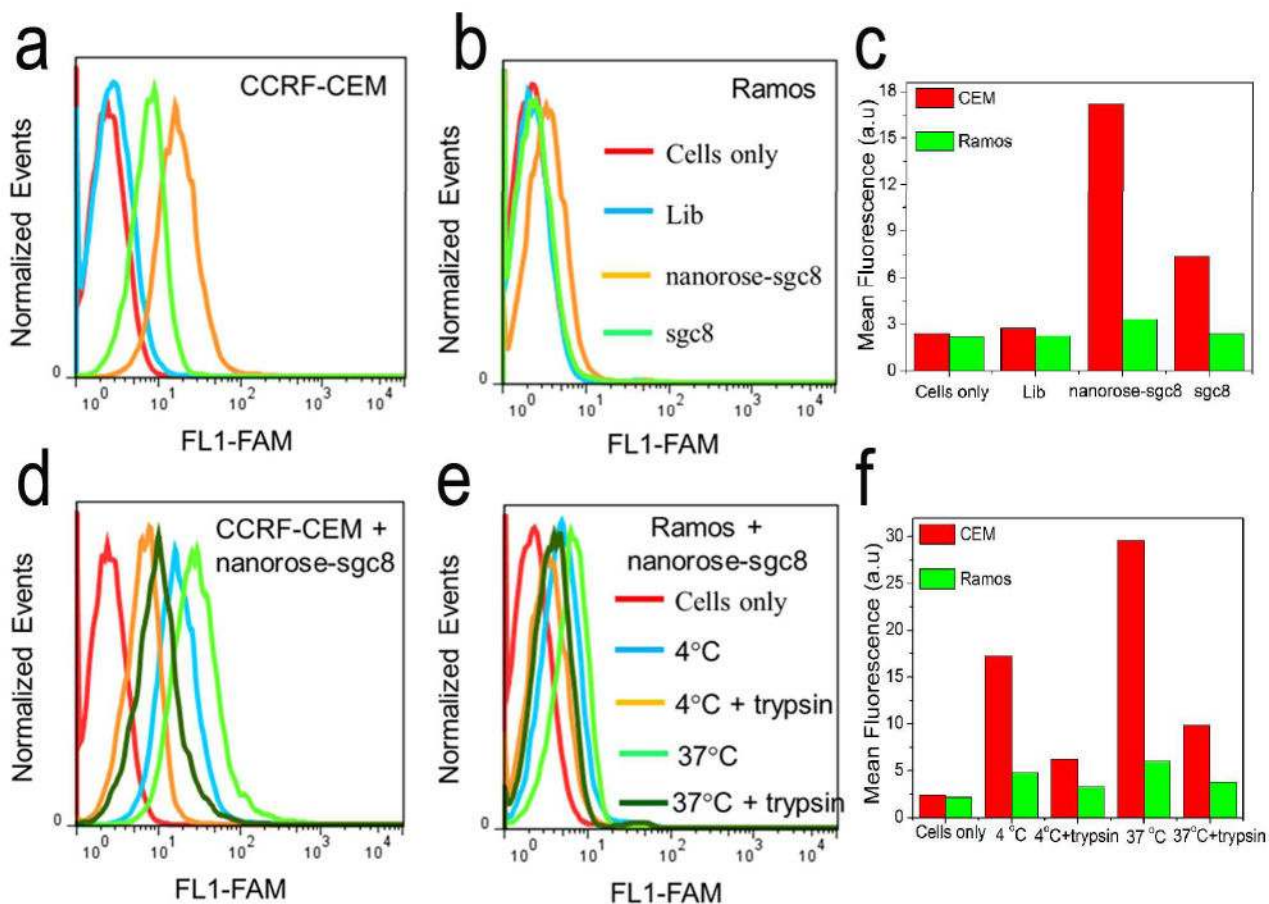 a
CCRF-CEM
Normalized Events
0
10^0 10^1 10^2 10^3 10^4
FL1-FAM
b
Ramos
Cells only
Lib
nanorose-sgc8
sgc8
Normalized Events
0
10^0 10^1 10^2 10^3 10^4
FL1-FAM
c
CEM
Ramos
Mean Fluorescence (a.u)
18
15
12
9
6
3
0
Cells only Lib nanorose-sgc8 sgc8
d
CCRF-CEM +
nanorose-sgc8
Normalized Events
0
10^0 10^1 10^2 10^3 10^4
FL1-FAM
e
Ramos +
nanorose-sgc8
Cells only
4°C
4°C + trypsin
37°C
37°C + trypsin
Normalized Events
0
10^0 10^1 10^2 10^3 10^4
FL1-FAM
f
CEM
Ramos
Mean Fluorescence (a.u)
30
25
20
15
10
5
0
Cells only 4 °C 4°C+trypsin 37 °C 37°C+trypsin